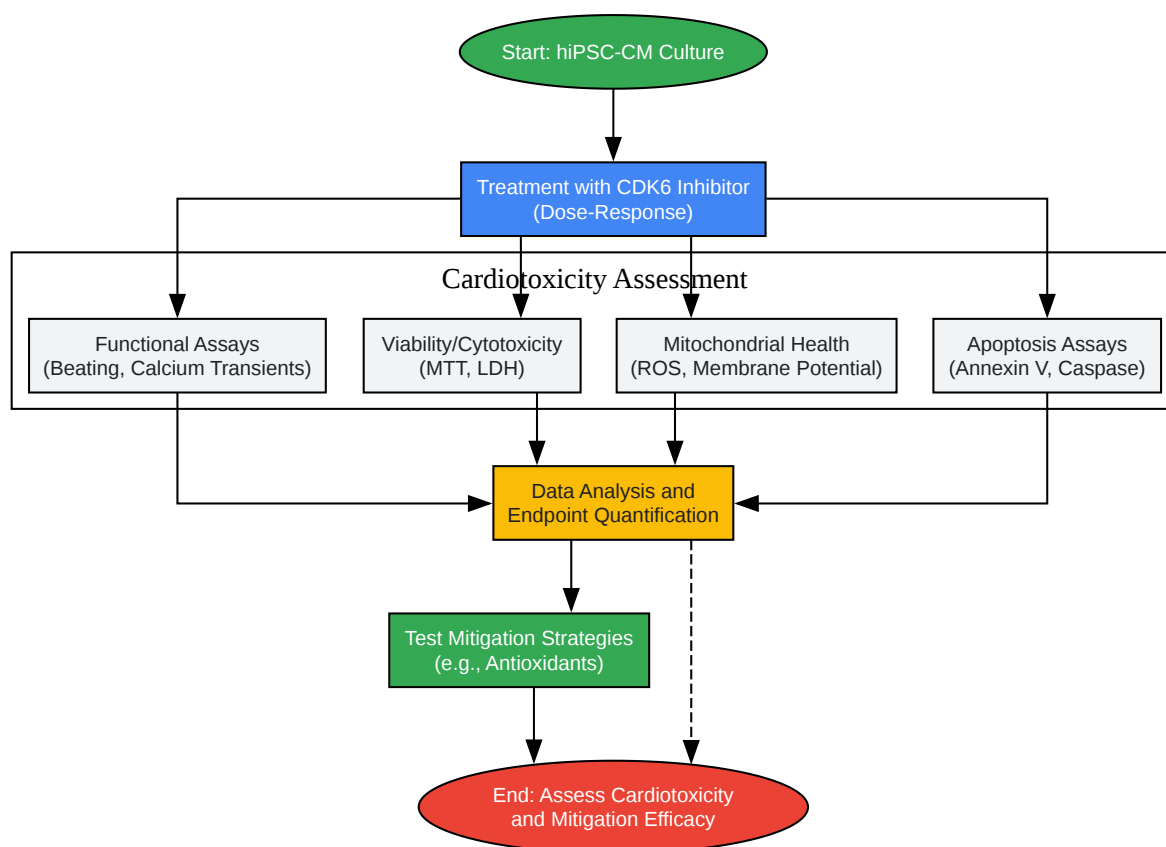 Start: hiPSC-CM Culture
Treatment with CDK6 Inhibitor
(Dose-Response)
Cardiotoxicity Assessment
Functional Assays
(Beating, Calcium Transients)
Viability/Cytotoxicity
(MTT, LDH)
Mitochondrial Health
(ROS, Membrane Potential)
Apoptosis Assays
(Annexin V, Caspase)
Data Analysis and
Endpoint Quantification
Test Mitigation Strategies
(e.g., Antioxidants)
End: Assess Cardiotoxicity
and Mitigation Efficacy